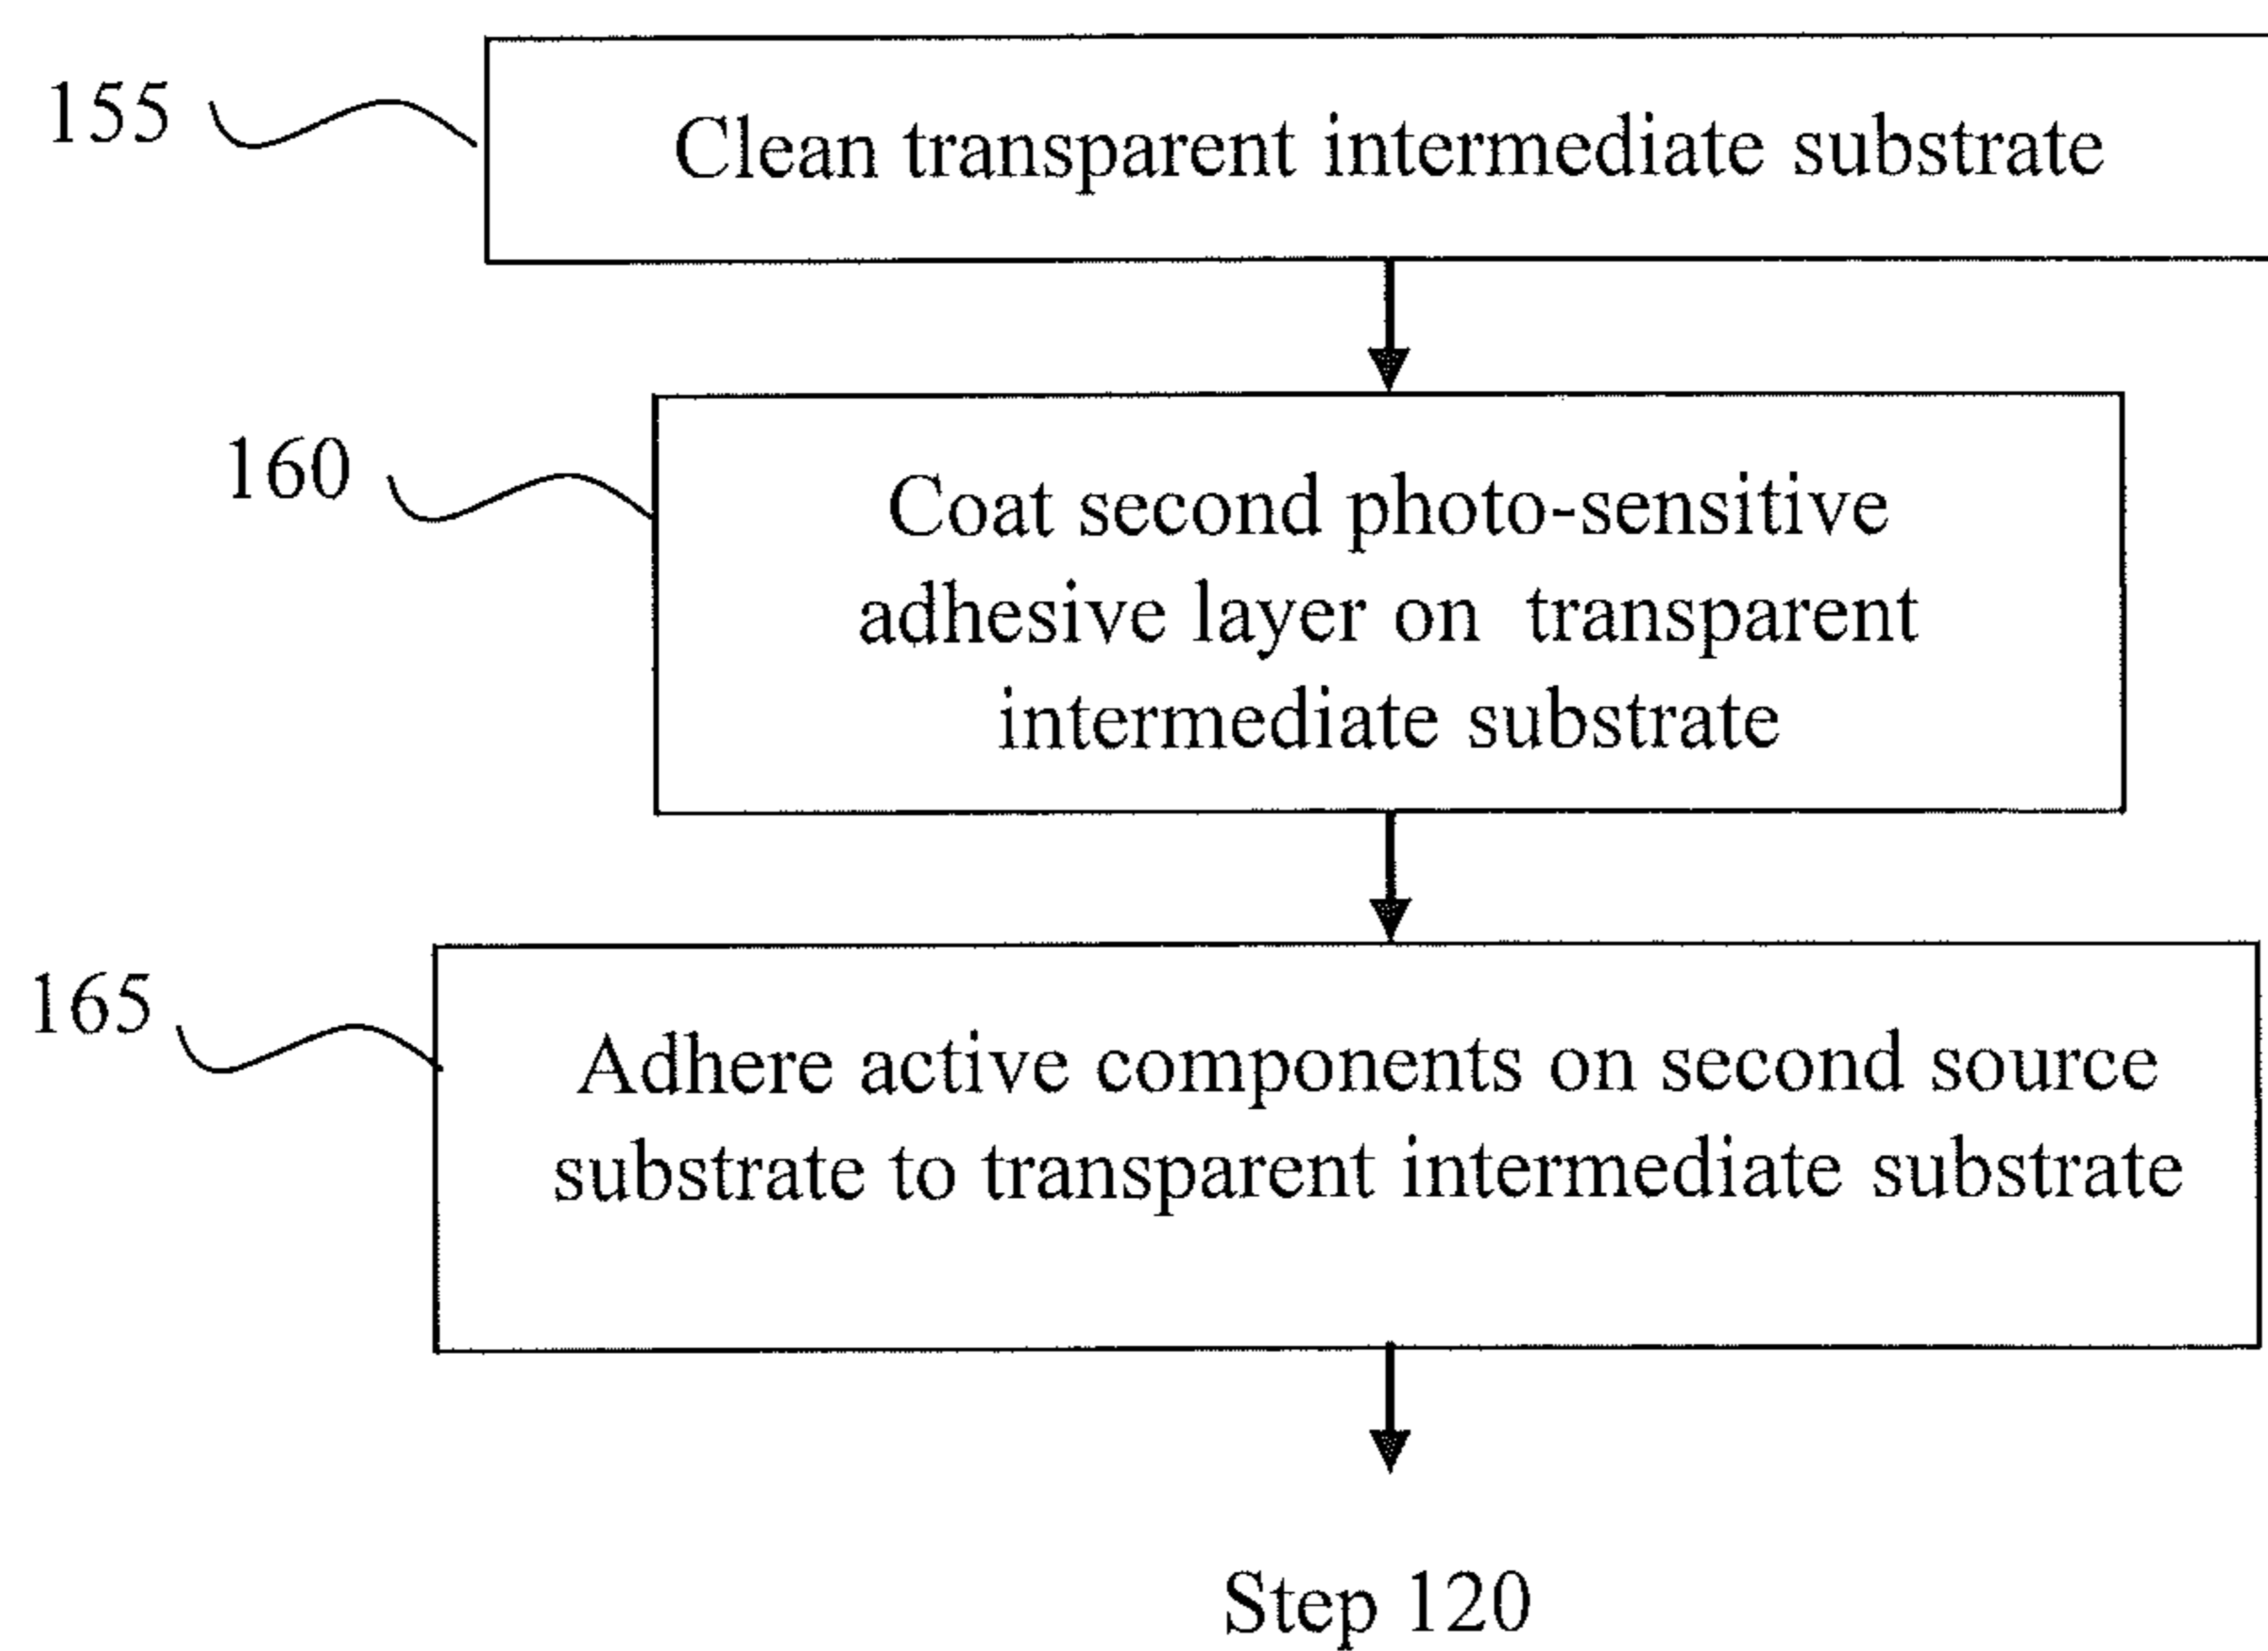 155
Clean transparent intermediate substrate
160
Coat second photo-sensitive
adhesive layer on transparent
intermediate substrate
165
Adhere active components on second source
substrate to transparent intermediate substrate
Step 120